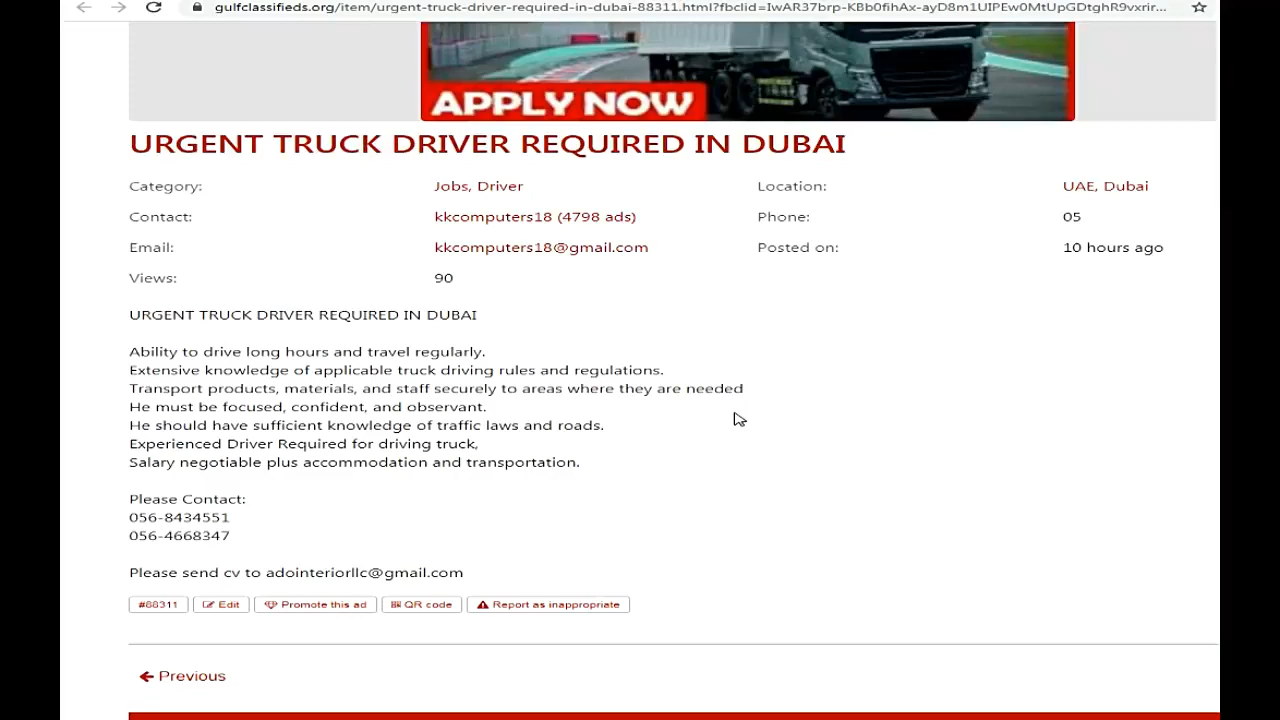 gulfclassifieds.org/item/urgent-truck-driver-required-in-dubai-88311.html?fbclid=IwAR37brp-KBb0fihAx-ayD8m1UIPEw0MtUpGDtghR9vxrir...
APPLY NOW
URGENT TRUCK DRIVER REQUIRED IN DUBAI
Category: Jobs, Driver Location: UAE, Dubai
Contact: kkcomputers18 (4798 ads) Phone: 05
Email: kkcomputers18@gmail.com Posted on: 10 hours ago
Views: 90
URGENT TRUCK DRIVER REQUIRED IN DUBAI
Ability to drive long hours and travel regularly.
Extensive knowledge of applicable truck driving rules and regulations.
Transport products, materials, and staff securely to areas where they are needed
He must be focused, confident, and observant.
He should have sufficient knowledge of traffic laws and roads.
Experienced Driver Required for driving truck,
Salary negotiable plus accommodation and transportation.
Please Contact:
056-8434551
056-4668347
Please send cv to adointeriorllc@gmail.com
#88311 Edit Promote this ad QR code Report as inappropriate
Previous